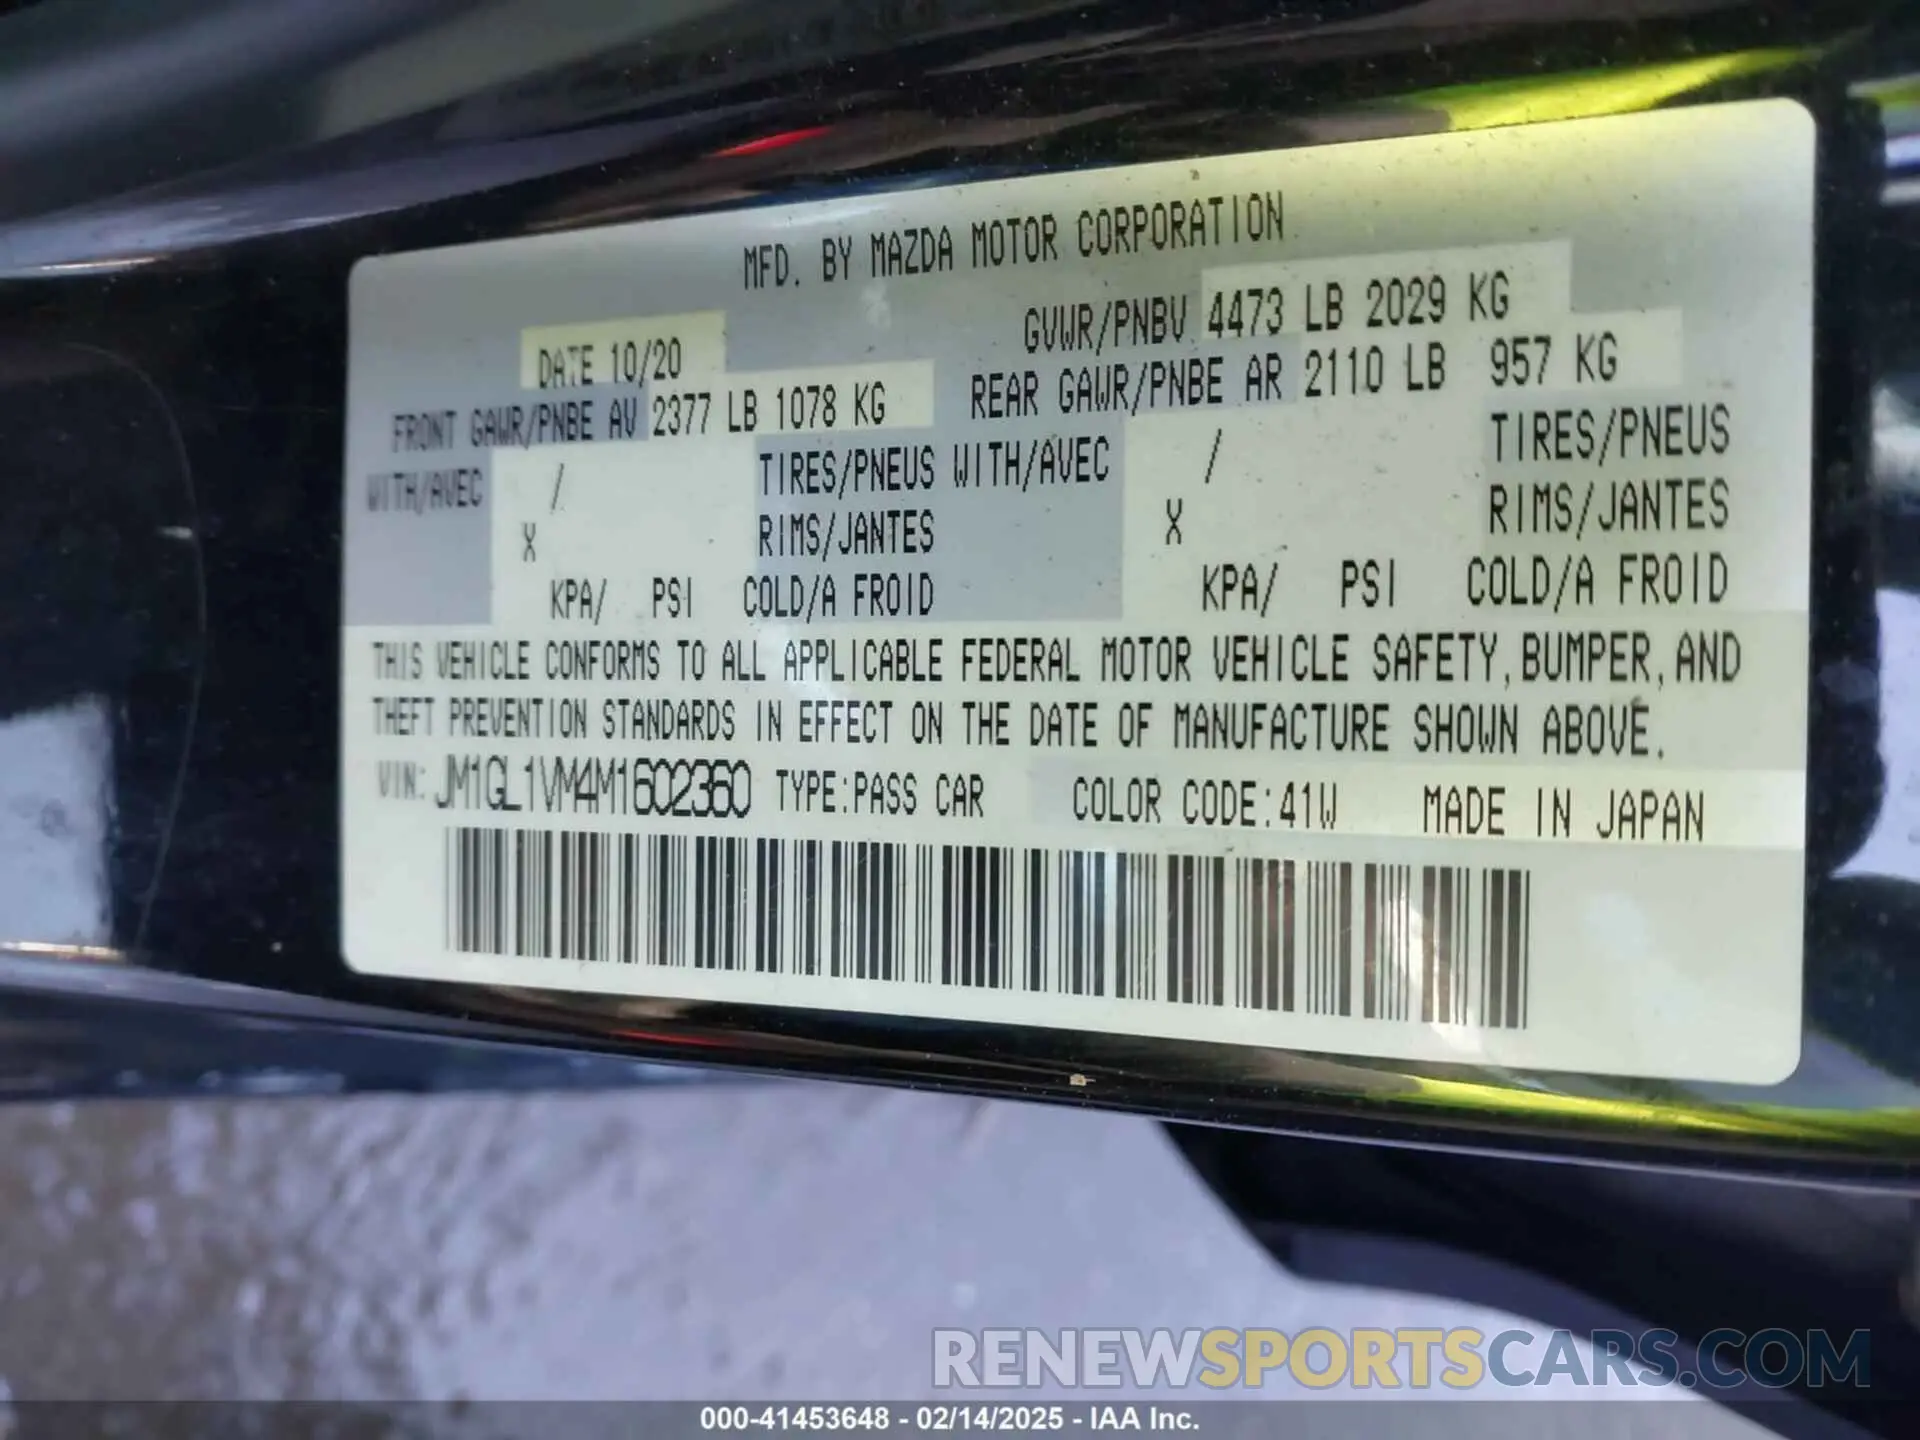 MFD. BY MAZDA MOTOR CORPORATION
DATE 10/20 GVWR/PNBV 4473 LB 2029 KG
FRONT GAWR/PNBE AV 2377 LB 1078 KG REAR GAWR/PNBE AR 2110 LB 957 KG
WITH/AVEC / TIRES/PNEUS WITH/AVEC / TIRES/PNEUS
X RIMS/JANTES X RIMS/JANTES
KPA/ PSI COLD/A FROID KPA/ PSI COLD/A FROID
THIS VEHICLE CONFORMS TO ALL APPLICABLE FEDERAL MOTOR VEHICLE SAFETY, BUMPER, AND
THEFT PREVENTION STANDARDS IN EFFECT ON THE DATE OF MANUFACTURE SHOWN ABOVE.
VIN: JM1GL1VM4M1602360 TYPE:PASS CAR COLOR CODE:41W MADE IN JAPAN
RENEWSPORTSCARS.COM
000-41453648 - 02/14/2025 - IAA Inc.